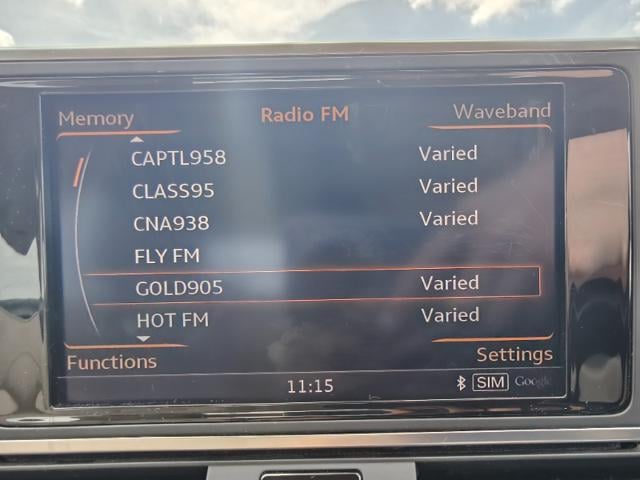 Memory Radio FM Waveband
CAPTL958 Varied
CLASS95 Varied
CNA938 Varied
FLY FM
GOLD905 Varied
HOT FM Varied
Functions Settings
11:15 SIM Google